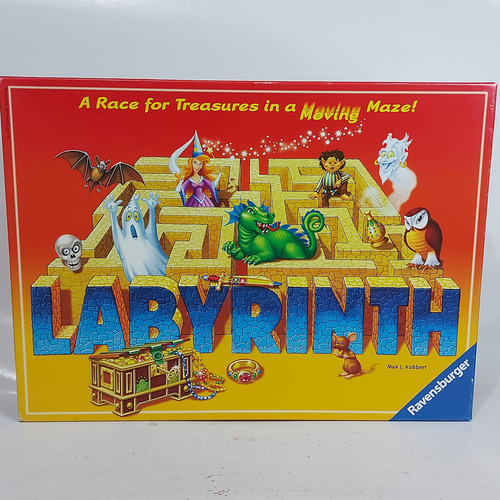 A Race for Treasures in a Moving Maze!
LABYRINTH
Max J. Kobbert
Ravensburger